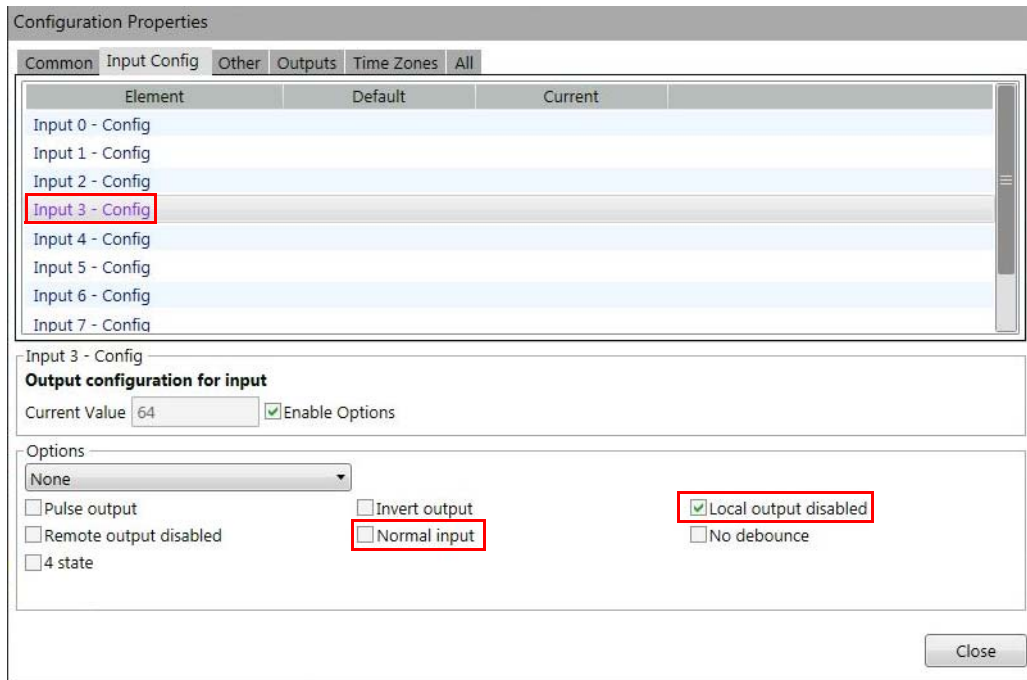 Configuration Properties
Common Input Config Other Outputs Time Zones All
Element Default Current
Input 0 - Config
Input 1 - Config
Input 2 - Config
Input 3 - Config
Input 4 - Config
Input 5 - Config
Input 6 - Config
Input 7 - Config
Input 3 - Config
Output configuration for input
Current Value 64 Enable Options
Options
None
Pulse output Invert output Local output disabled
Remote output disabled Normal input No debounce
4 state
Close